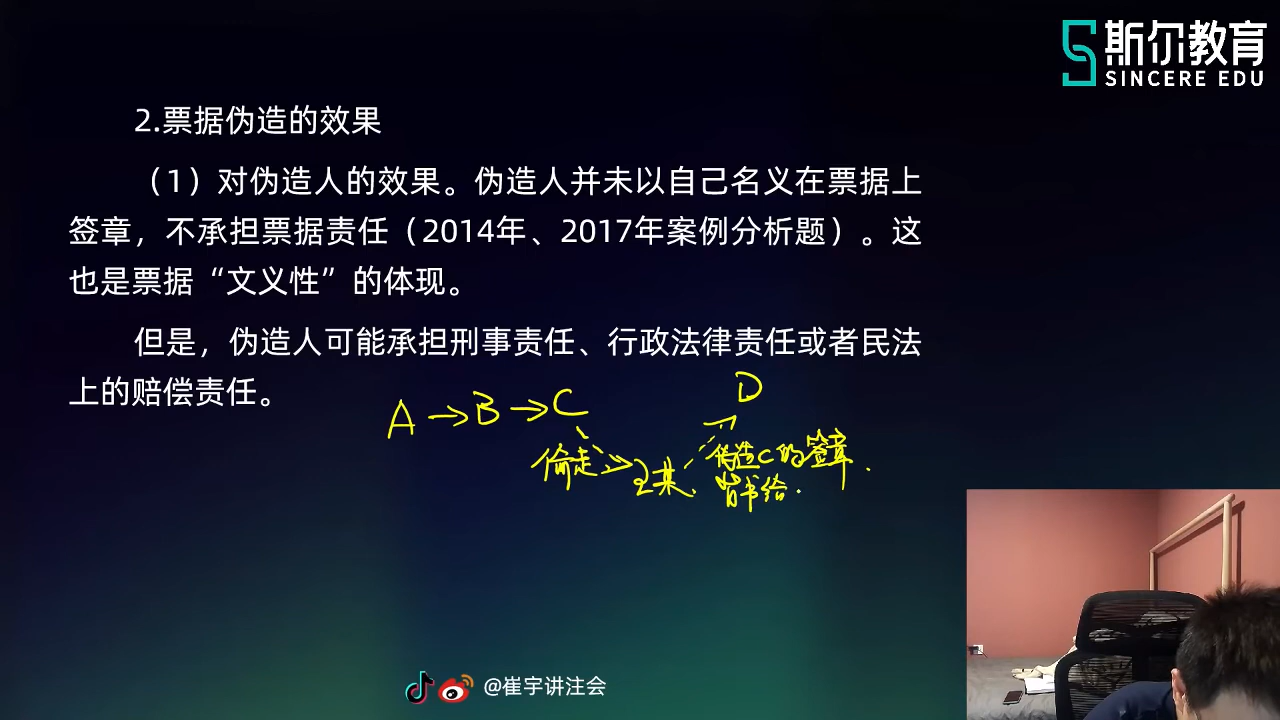 斯尔教育
SINCERE EDU
2.票据伪造的效果
（1）对伪造人的效果。伪造人并未以自己名义在票据上
签章，不承担票据责任（2014年、2017年案例分析题）。这
也是票据“文义性”的体现。
但是，伪造人可能承担刑事责任、行政法律责任或者民法
上的赔偿责任。
D
A→B→C
伪造C的签章.
偷走
王某.
背书给.
@崔宇讲注会